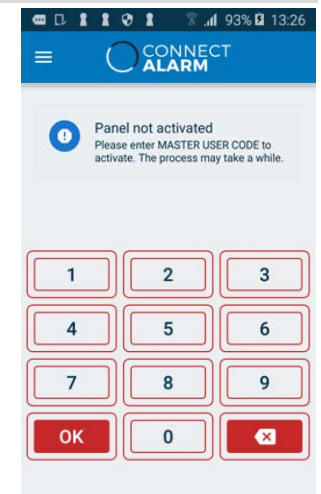 93% 13:26
CONNECT
ALARM
Panel not activated
Please enter MASTER USER CODE to
activate. The process may take a while.
1 2 3
4 5 6
7 8 9
OK 0